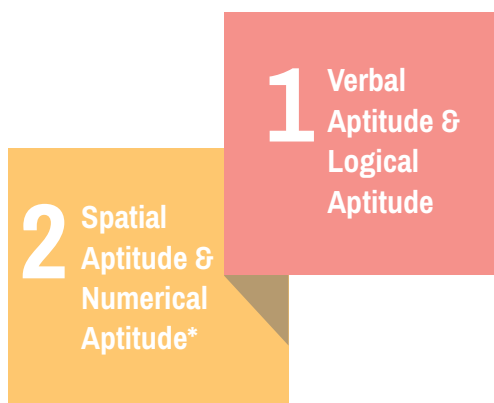 1
Verbal
Aptitude &
Logical
Aptitude
2
Spatial
Aptitude &
Numerical
Aptitude*